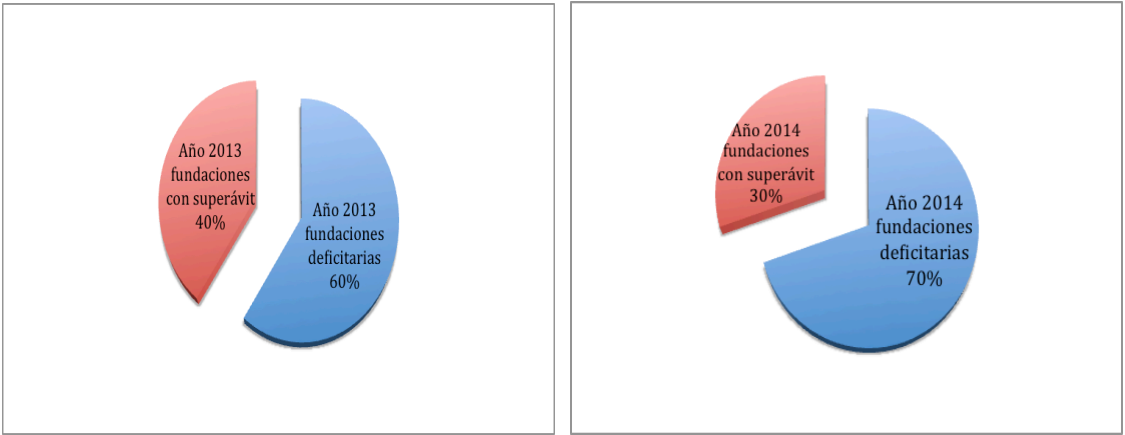 Año 2013
fundaciones
con superávit
40%
Año 2013
fundaciones
deficitarias
60%
Año 2014
fundaciones
con superávit
30%
Año 2014
fundaciones
deficitarias
70%